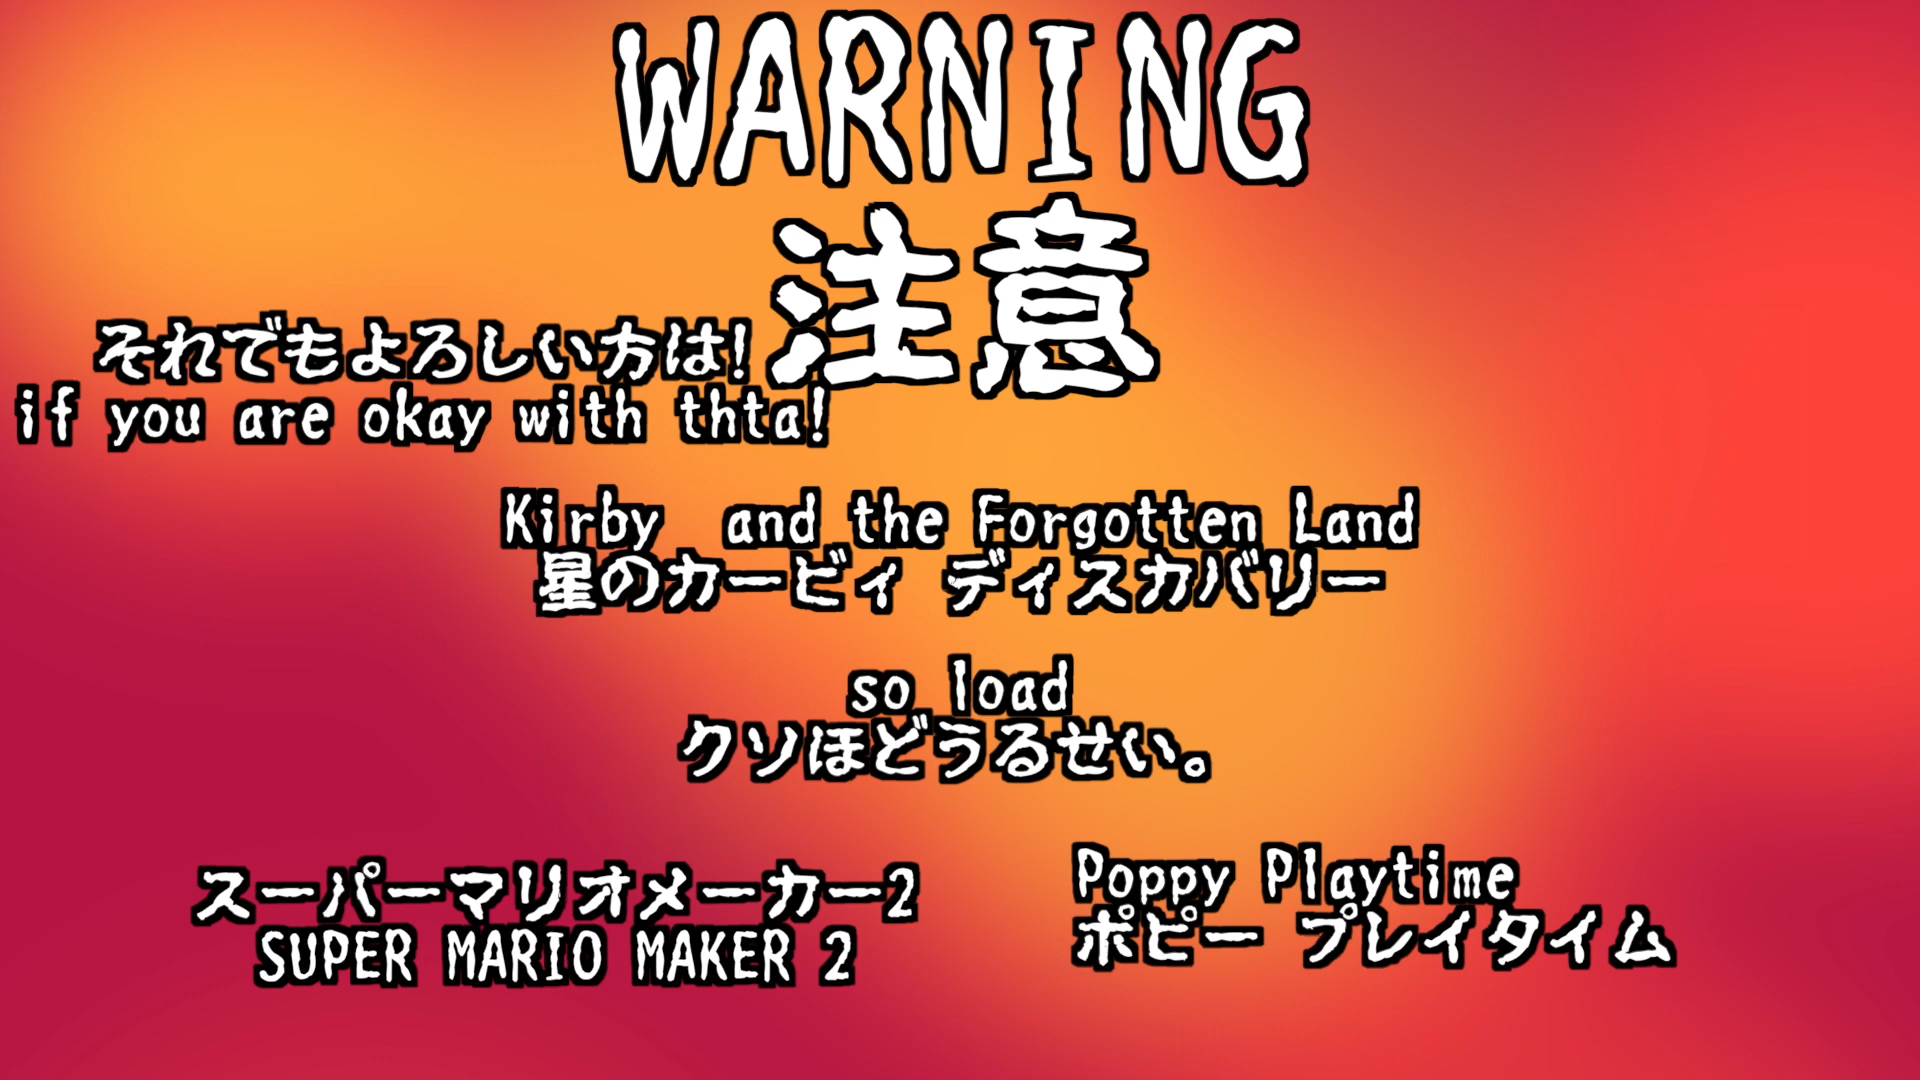 WARNING
注意
それでもよろしい方は!
if you are okay with thta!
Kirby  and the Forgotten Land
星のカービィ ディスカバリー
so load
クソほどうるせい。
スーパーマリオメーカー2
SUPER MARIO MAKER 2
Poppy Playtime
ポピー プレイタイム